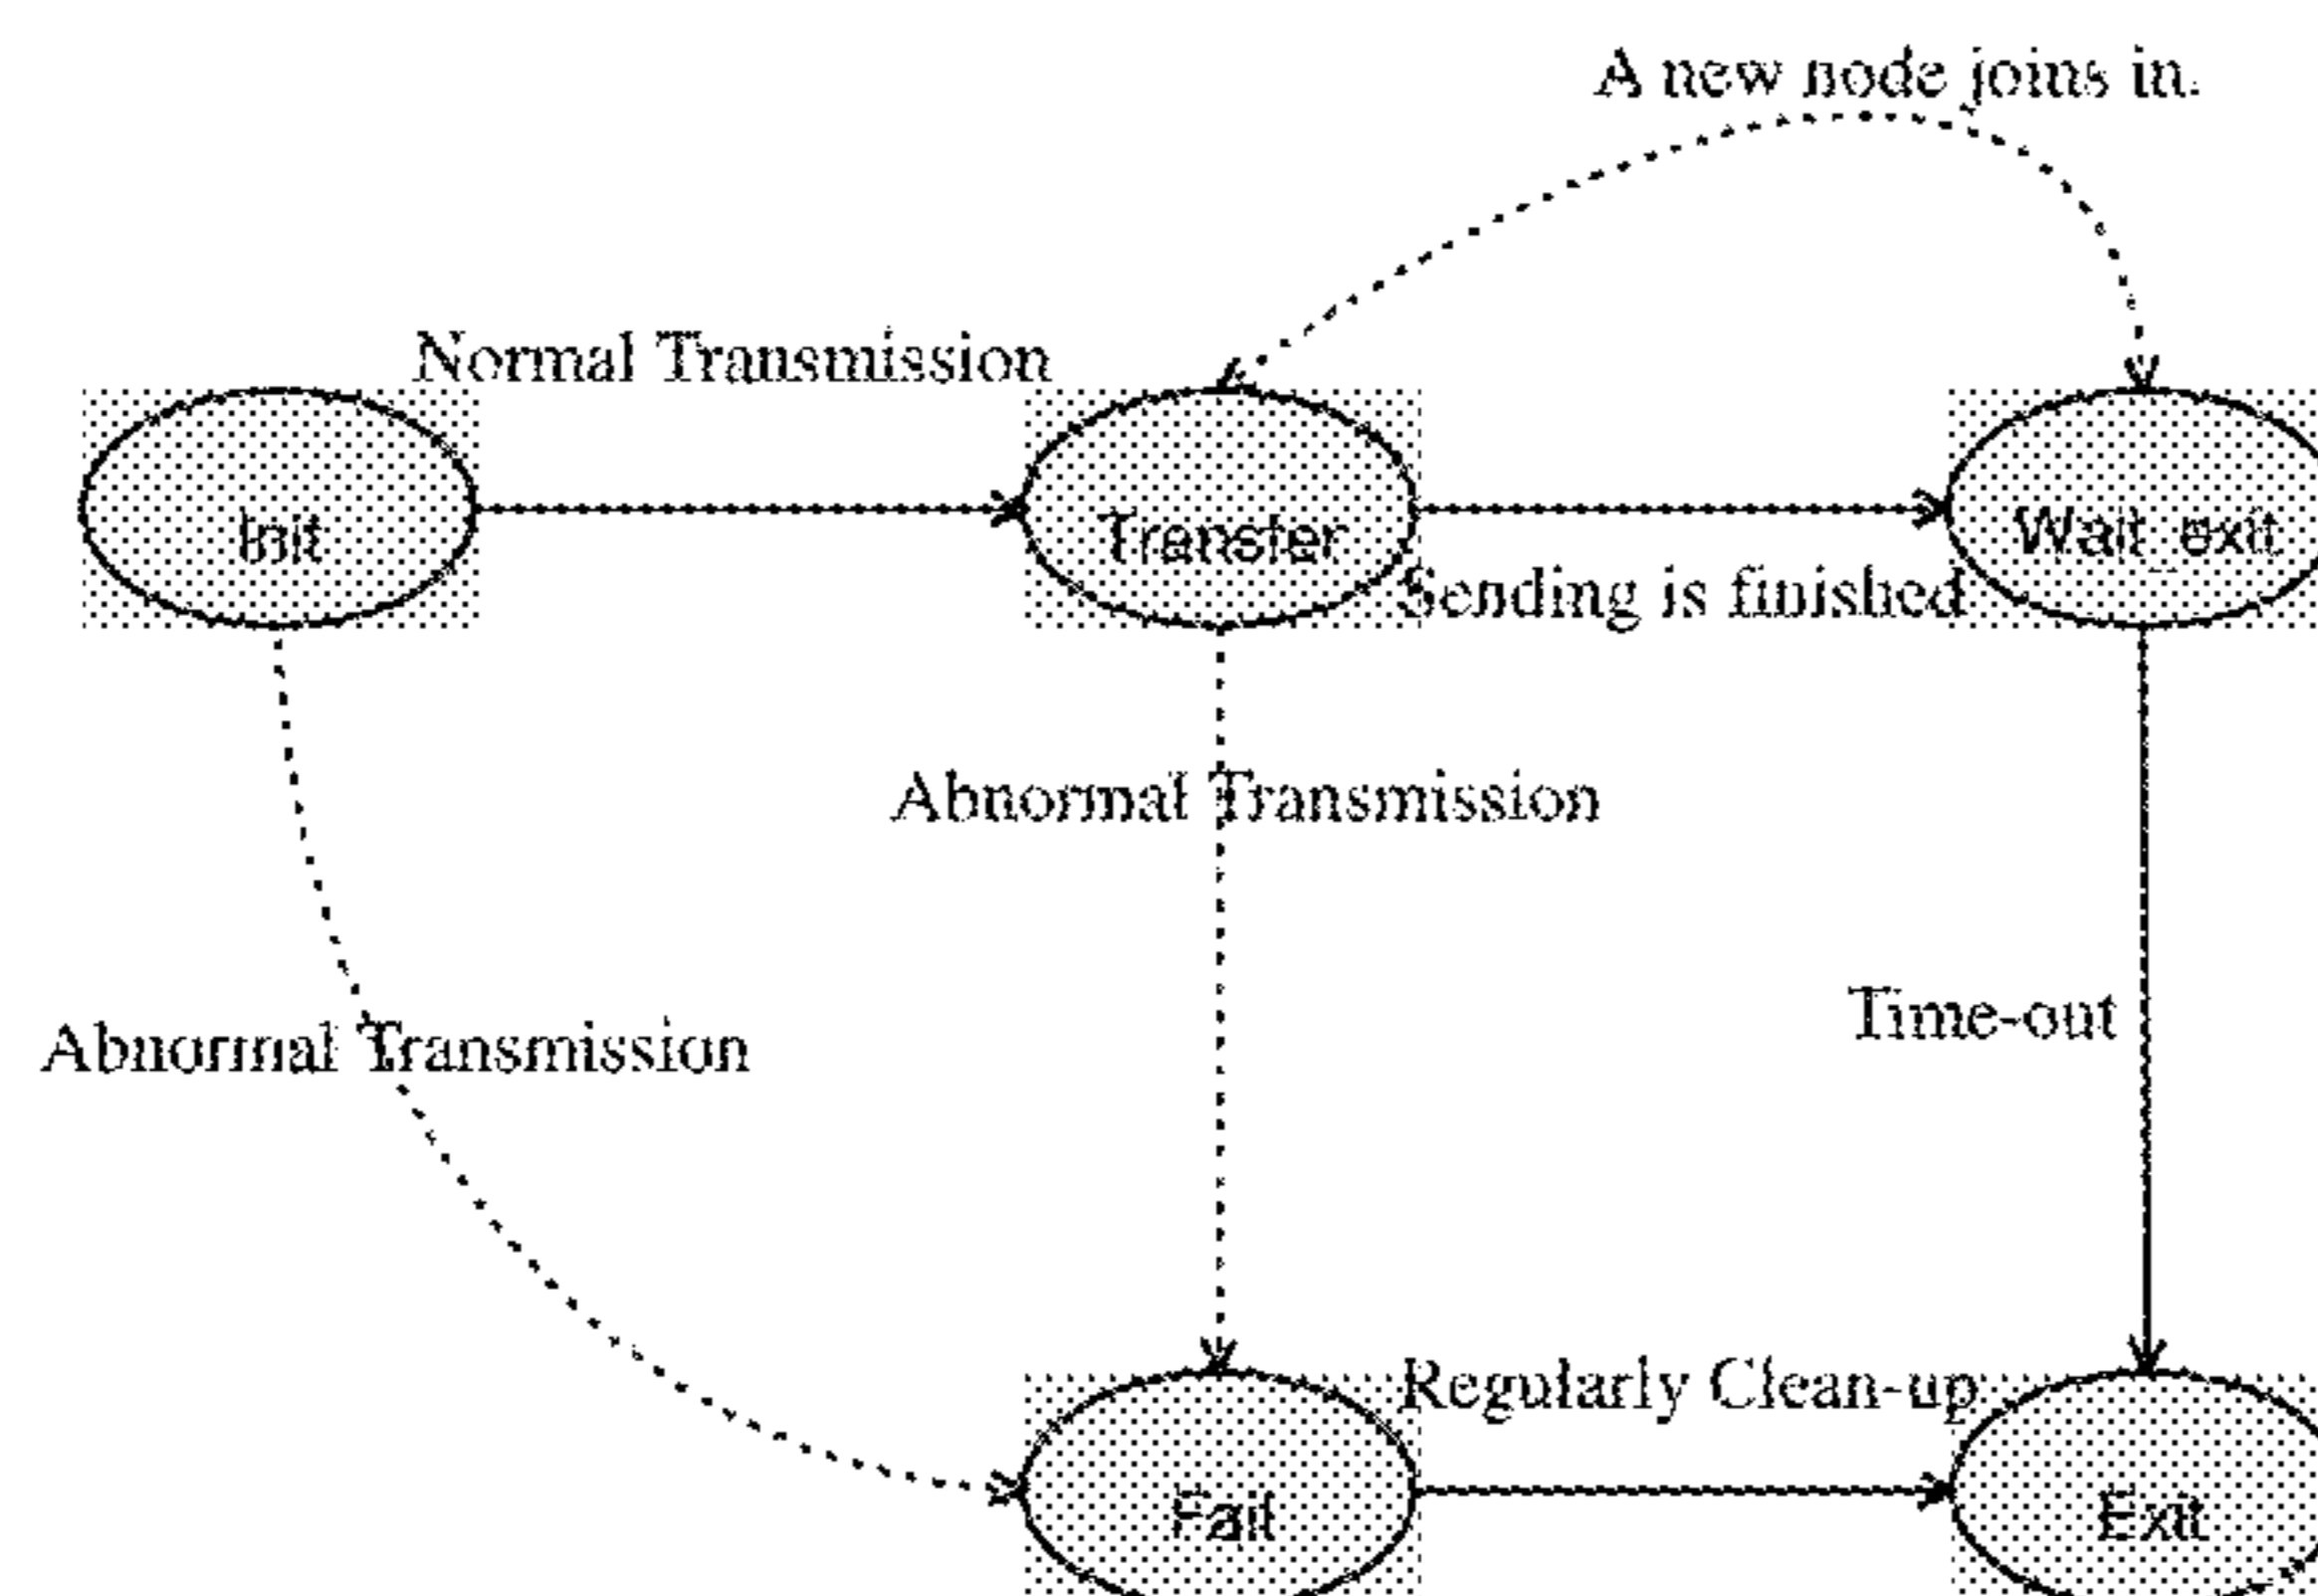 A new node joins in.
Normal Transmission
Init
Transfer
Wait_exit
Sending is finished
Abnormal Transmission
Time-out
Abnormal Transmission
Regularly Clean-up
Fail
Exit